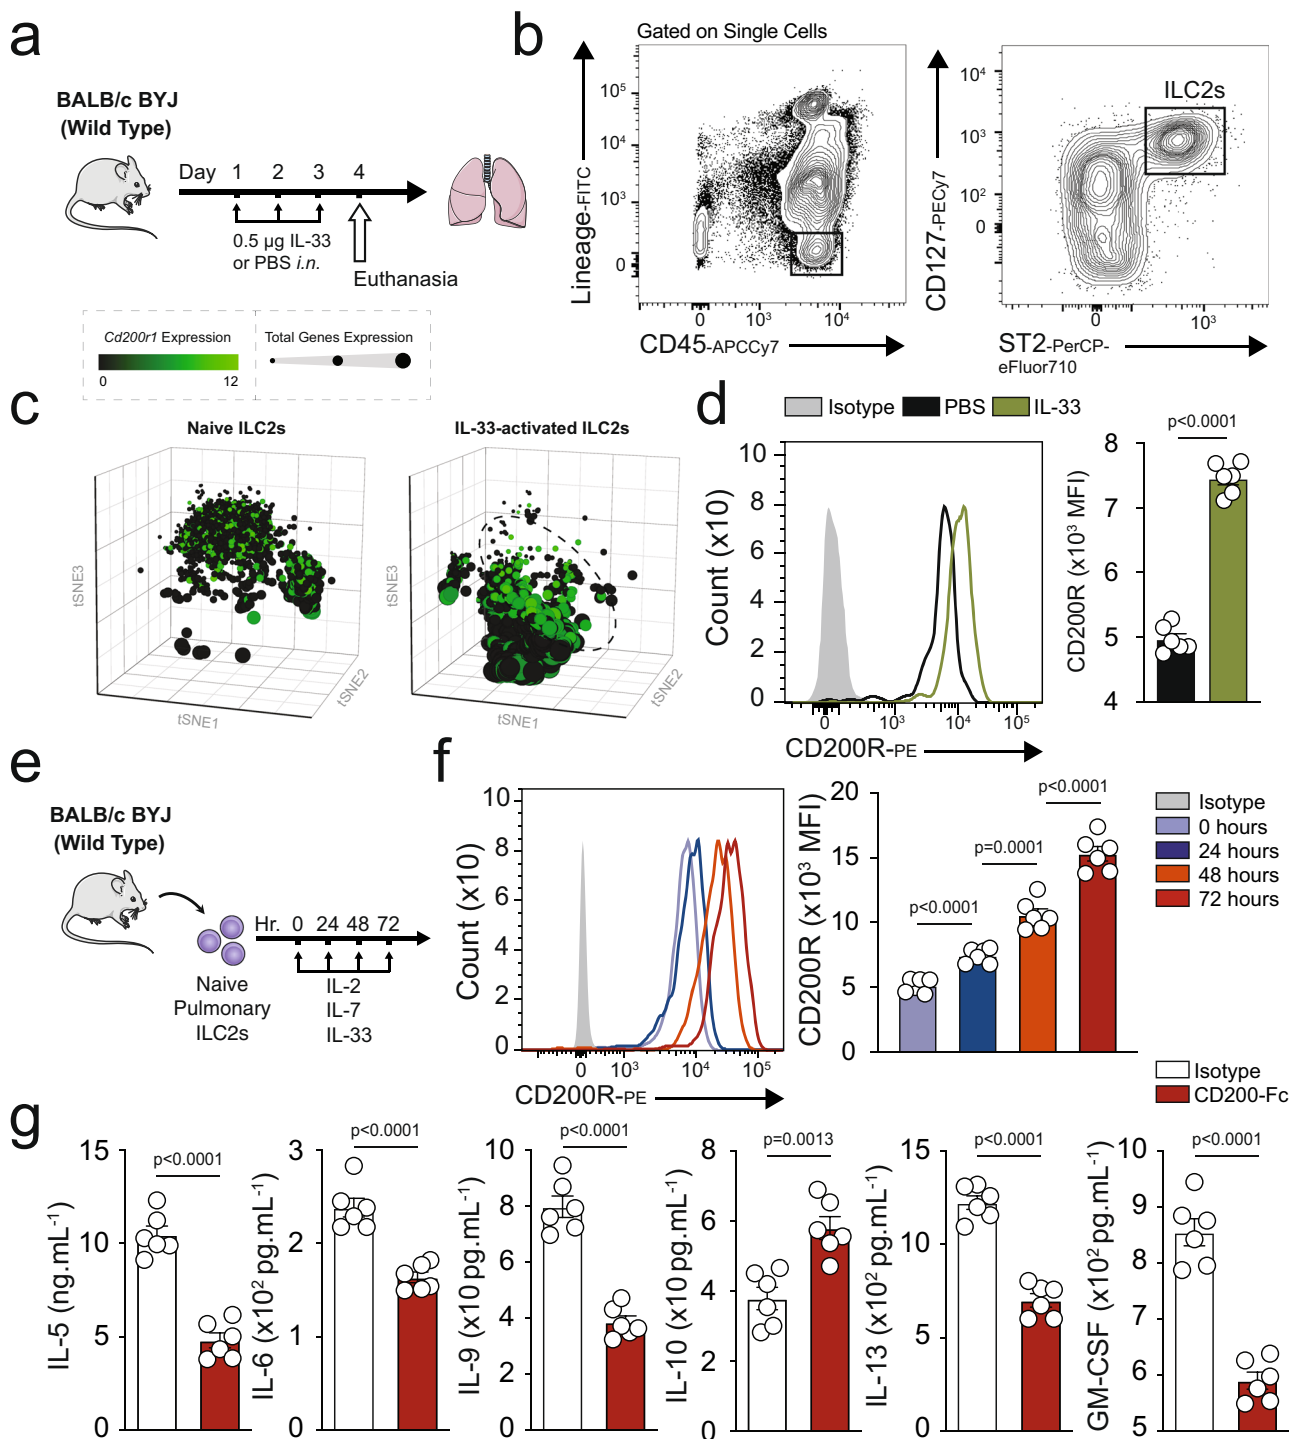 a
BALB/c BYJ
(Wild Type)
Day 1 2 3 4
0.5 µg IL-33
or PBS i.n.
Euthanasia
Cd200r1 Expression
0 12
Total Genes Expression
b
Gated on Single Cells
Lineage-FITC
10⁵
10⁴
10³
0
0 10³ 10⁴
CD45-APCCy7
CD127-PECy7
10⁴
10³
10²
0
ILC2s
0 10³
ST2-PerCP-
eFluor710
c
Naive ILC2s
IL-33-activated ILC2s
tSNE3
tSNE1
tSNE2
tSNE3
tSNE1
tSNE2
d
Isotype PBS IL-33
Count (x10)
10
8
6
4
2
0
0 10³ 10⁴ 10⁵
CD200R-PE
p<0.0001
CD200R (x10³ MFI)
8
7
6
5
4
e
BALB/c BYJ
(Wild Type)
Naive
Pulmonary
ILC2s
Hr. 0 24 48 72
IL-2
IL-7
IL-33
f
Count (x10)
10
8
6
4
2
0
0 10³ 10⁴ 10⁵
CD200R-PE
CD200R (x10³ MFI)
20
15
10
5
0
p<0.0001
p=0.0001
p<0.0001
Isotype
0 hours
24 hours
48 hours
72 hours
Isotype
CD200-Fc
g
IL-5 (ng.mL⁻¹)
15
10
5
0
p<0.0001
IL-6 (x10² pg.mL⁻¹)
3
2
1
0
p<0.0001
IL-9 (x10 pg.mL⁻¹)
10
8
6
4
2
0
p<0.0001
IL-10 (x10 pg.mL⁻¹)
8
6
4
2
0
p=0.0013
IL-13 (x10² pg.mL⁻¹)
15
10
5
0
p<0.0001
GM-CSF (x10² pg.mL⁻¹)
10
9
8
7
6
5
p<0.0001